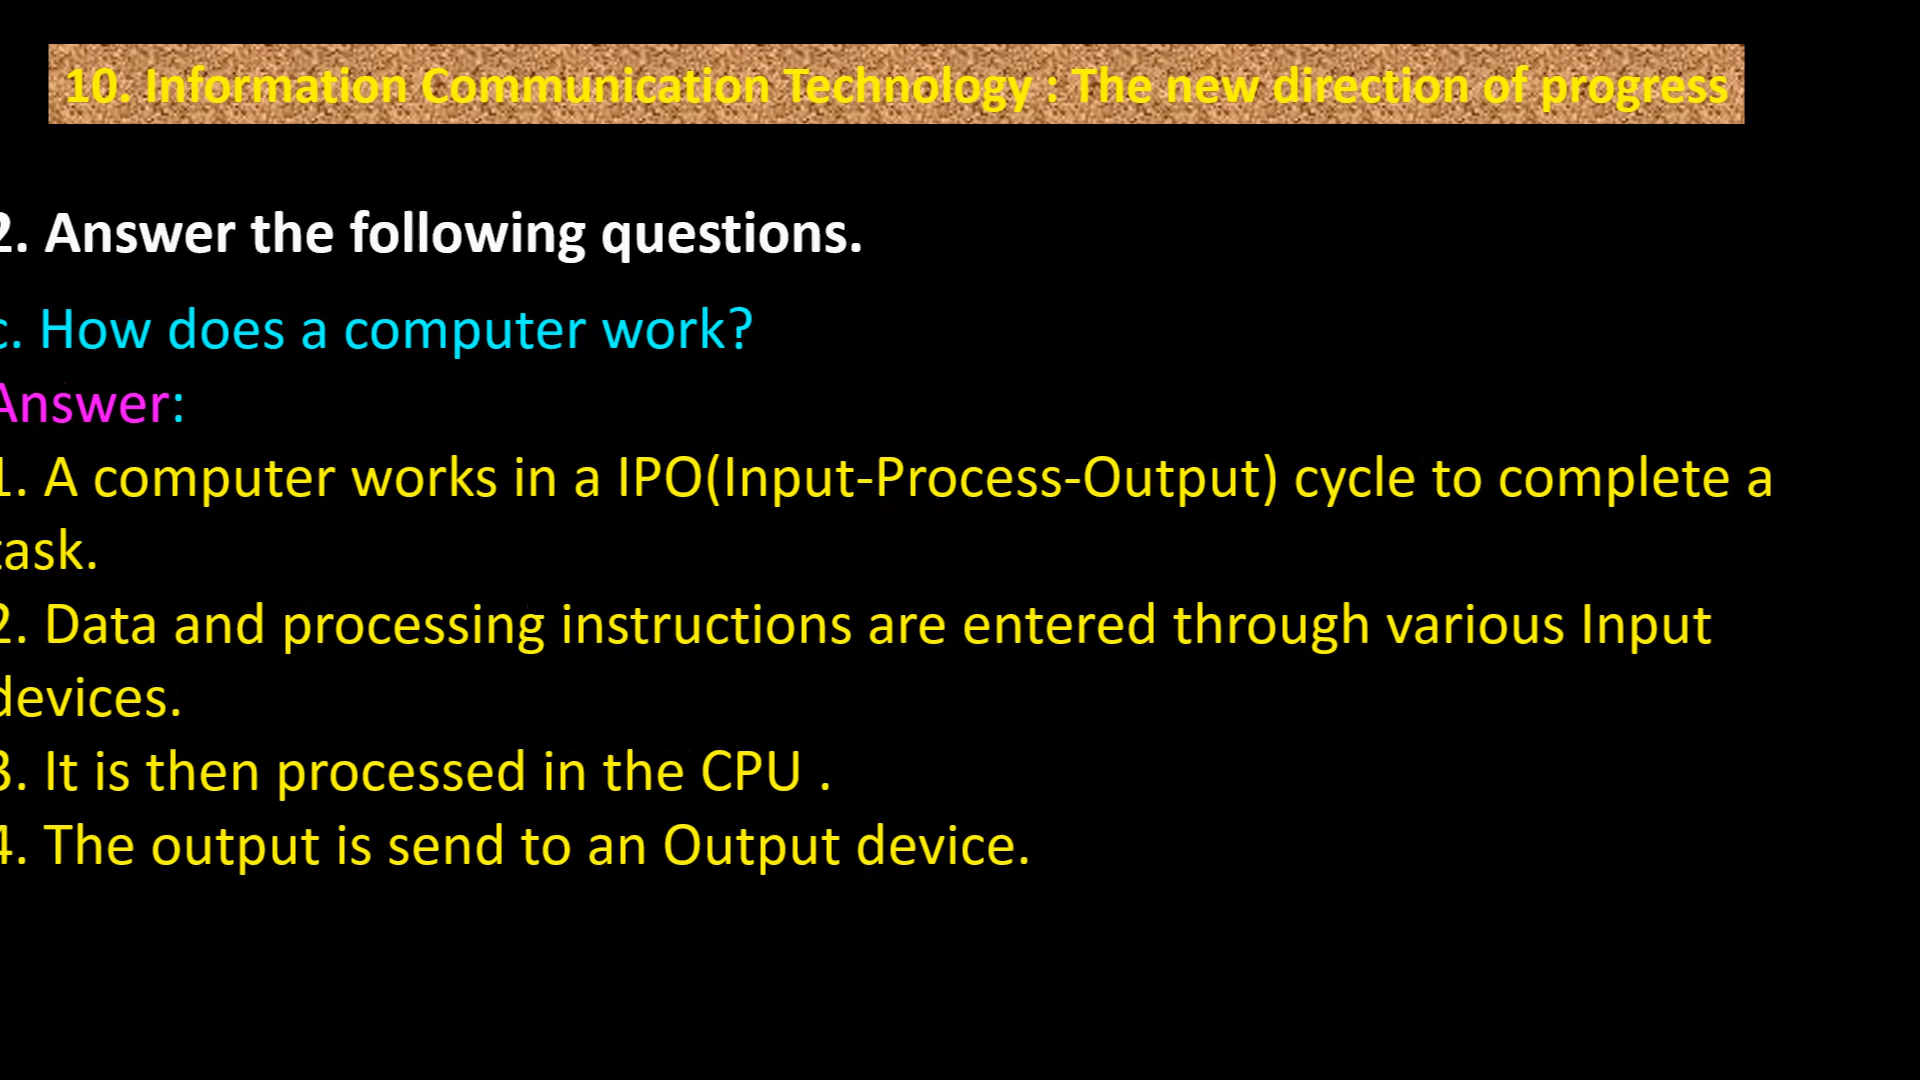 10. Information Communication Technology : The new direction of progress
2. Answer the following questions.
c. How does a computer work?
Answer:
1. A computer works in a IPO(Input-Process-Output) cycle to complete a
task.
2. Data and processing instructions are entered through various Input
devices.
3. It is then processed in the CPU .
4. The output is send to an Output device.